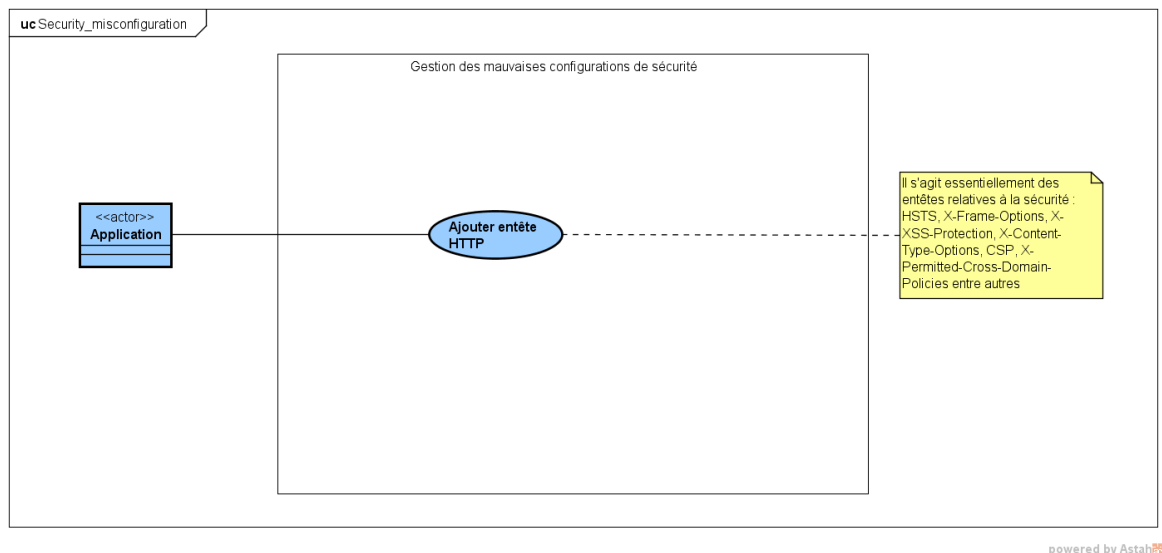 uc Security_misconfiguration
Gestion des mauvaises configurations de sécurité
<<actor>>
Application
Ajouter entête
HTTP
Il s'agit essentiellement des
entêtes relatives à la sécurité :
HSTS, X-Frame-Options, X-
XSS-Protection, X-Content-
Type-Options, CSP, X-
Permitted-Cross-Domain-
Policies entre autres
powered by Astah